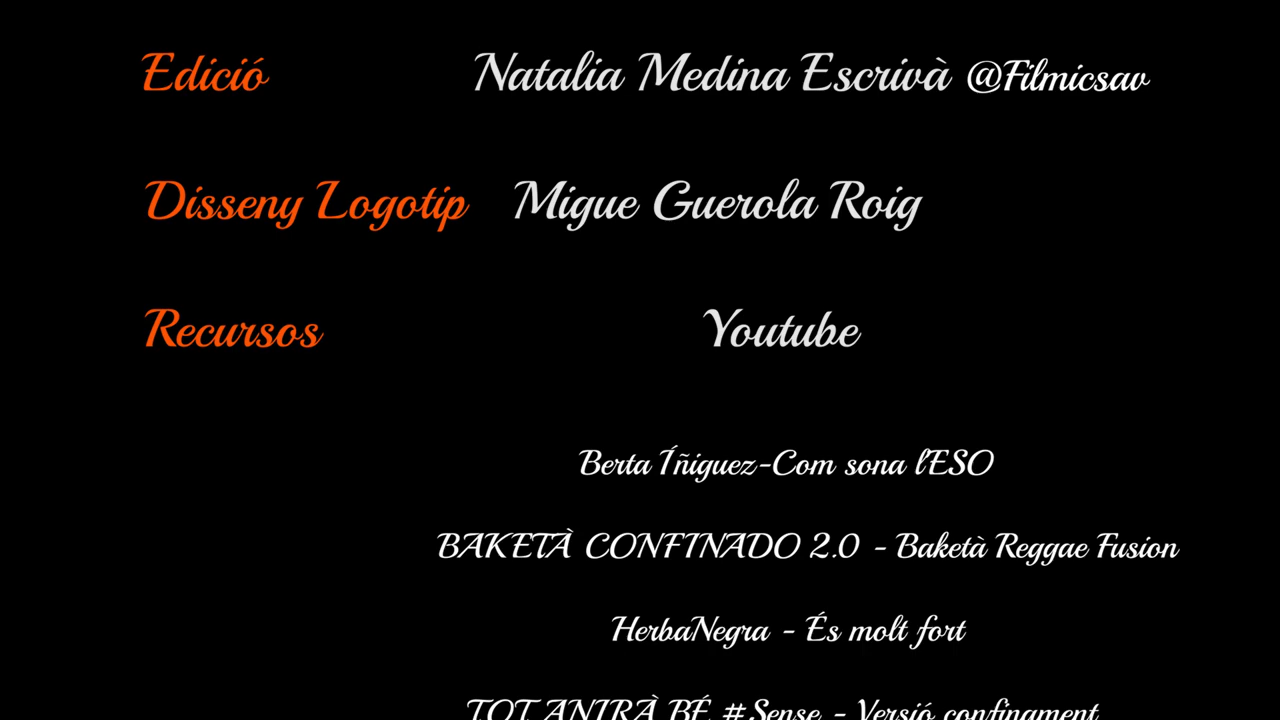 Edició Natalia Medina Escrivà @Filmicsav
Disseny Logotip Migue Guerola Roig
Recursos Youtube
Berta Íñiguez-Com sona l'ESO
BAKETÀ CONFINADO 2.0 - Baketà Reggae Fusion
HerbaNegra - És molt fort
TOT ANIRÀ BÉ #Sense - Versió confinament